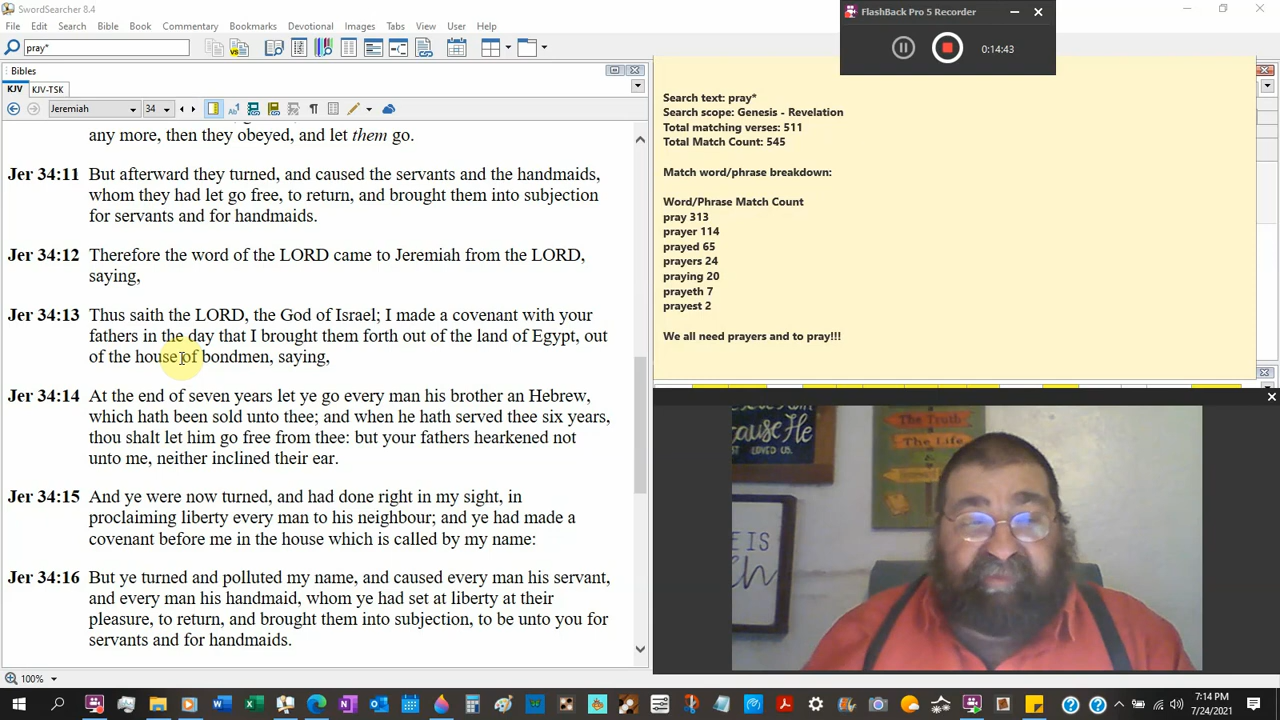 SwordSearcher 8.4
FlashBack Pro 5 Recorder
File Edit Search Library Bookmarks Devotional Images Tabs View User Help
0:14:43
pray*
Bibles
KJV KJV-TSK
Jeremiah 34
any more, then they obeyed, and let them go.
Jer 34:11 But afterward they turned, and caused the servants and the handmaids,
whom they had let go free, to return, and brought them into subjection
for servants and for handmaids.
Jer 34:12 Therefore the word of the LORD came to Jeremiah from the LORD,
saying,
Jer 34:13 Thus saith the LORD, the God of Israel; I made a covenant with your
fathers in the day that I brought them forth out of the land of Egypt, out
of the house of bondmen, saying,
Jer 34:14 At the end of seven years let ye go every man his brother an Hebrew,
which hath been sold unto thee; and when he hath served thee six years,
thou shalt let him go free from thee: but your fathers hearkened not
unto me, neither inclined their ear.
Jer 34:15 And ye were now turned, and had done right in my sight, in
proclaiming liberty every man to his neighbour; and ye had made a
covenant before me in the house which is called by my name:
Jer 34:16 But ye turned and polluted my name, and caused every man his servant,
and every man his handmaid, whom ye had set at liberty at their
pleasure, to return, and brought them into subjection, to be unto you for
servants and for handmaids.
100%
Search text: pray*
Search scope: Genesis - Revelation
Total matching verses: 511
Total Match Count: 545
Match word/phrase breakdown:
Word/Phrase Match Count
pray 313
prayer 114
prayed 65
prayers 24
praying 20
prayeth 7
prayest 2
We all need prayers and to pray!!!
cause He
LOVED US.
The Truth
The Life
IS
7:14 PM
7/24/2021